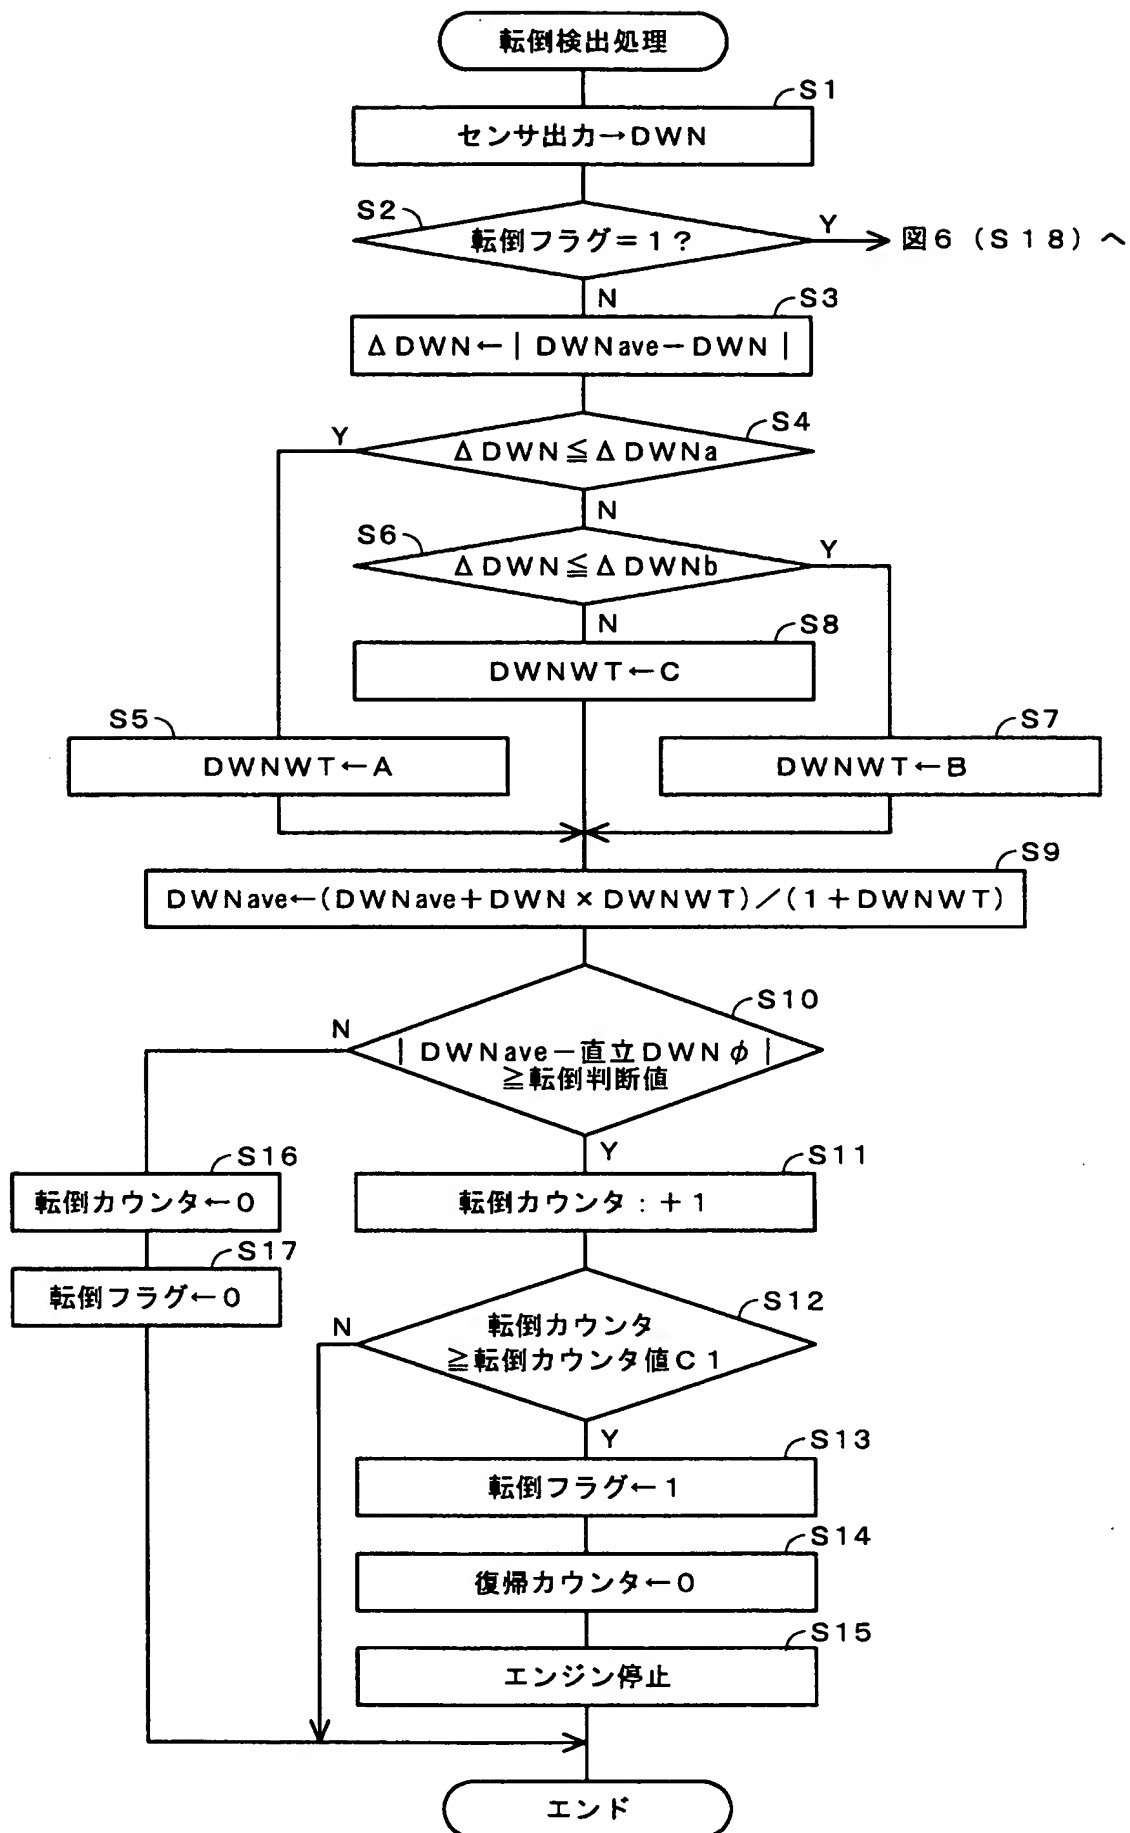 転倒検出処理
S1
センサ出力→DWN
S2
転倒フラグ=1?
Y
図6(S18)へ
N
S3
ΔDWN←|DWNave-DWN|
S4
Y
ΔDWN≦ΔDWNa
N
S6
ΔDWN≦ΔDWNb
Y
N
S8
DWNWT←C
S5
DWNWT←A
S7
DWNWT←B
S9
DWNave←(DWNave+DWN×DWNWT)/(1+DWNWT)
S10
N
|DWNave-直立DWNφ|
≧転倒判断値
Y
S16
転倒カウンタ←0
S11
転倒カウンタ:+1
S17
転倒フラグ←0
S12
N
転倒カウンタ
≧転倒カウンタ値C1
Y
S13
転倒フラグ←1
S14
復帰カウンタ←0
S15
エンジン停止
エンド